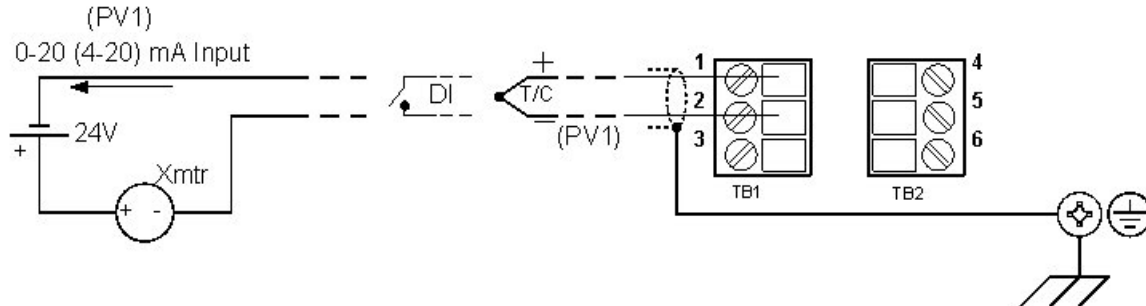 (PV1)
0-20 (4-20) mA Input
24V
+
Xmtr
+ -
DI
+
T/C
–
(PV1)
1
2
3
TB1
4
5
6
TB2